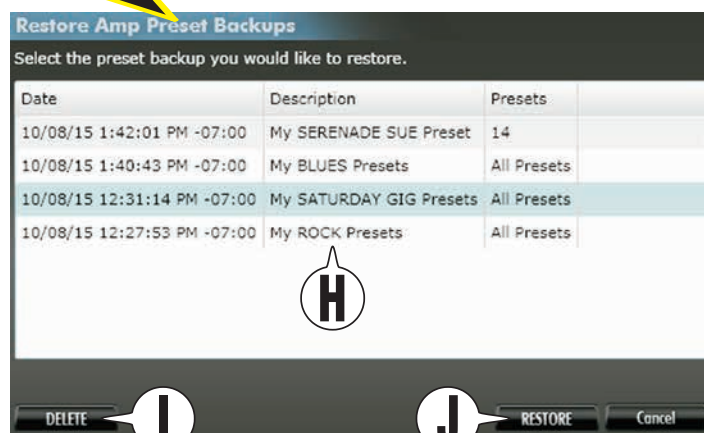 Restore Amp Preset Backups
Select the preset backup you would like to restore.
Date Description Presets
10/08/15 1:42:01 PM -07:00 My SERENADE SUE Preset 14
10/08/15 1:40:43 PM -07:00 My BLUES Presets All Presets
10/08/15 12:31:14 PM -07:00 My SATURDAY GIG Presets All Presets
10/08/15 12:27:53 PM -07:00 My ROCK Presets All Presets
H
DELETE I J RESTORE Cancel